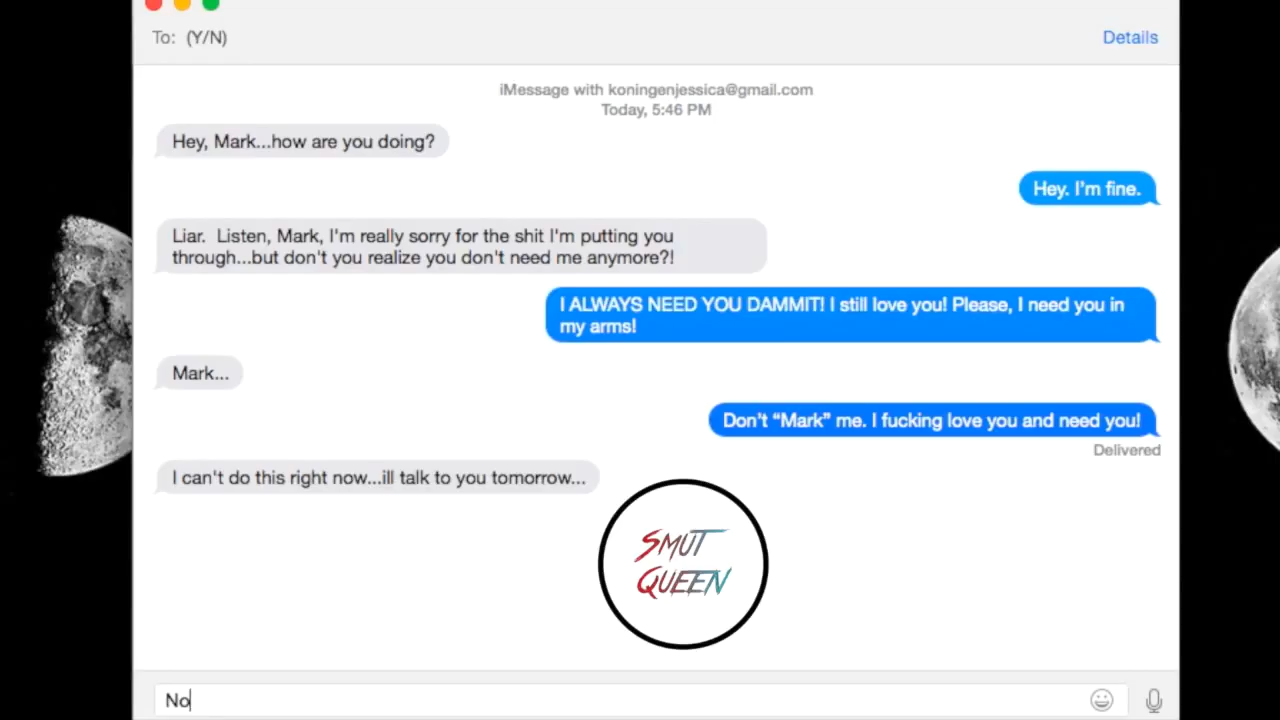 To: (Y/N)
Details
iMessage with koningenjessica@gmail.com
Today, 5:46 PM
Hey, Mark...how are you doing?
Hey. I'm fine.
Liar.  Listen, Mark, I'm really sorry for the shit I'm putting you
through...but don't you realize you don't need me anymore?!
I ALWAYS NEED YOU DAMMIT! I still love you! Please, I need you in
my arms!
Mark...
Don't “Mark” me. I fucking love you and need you!
Delivered
I can't do this right now...ill talk to you tomorrow...
SMUT
QUEEN
No